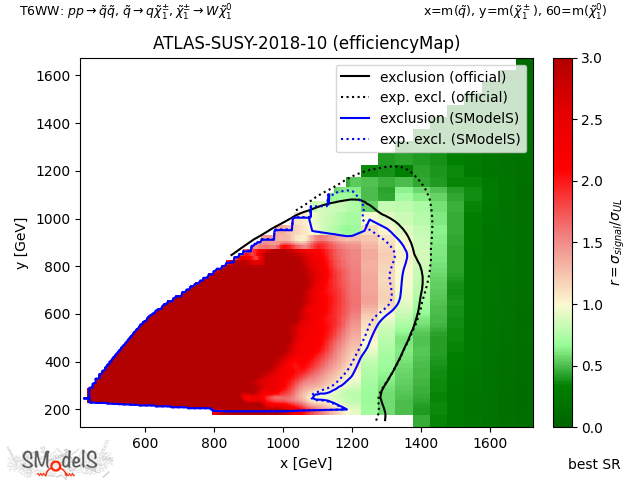 T6WW: pp→q̃q̃, q̃→qχ̃₁±, χ̃₁±→Wχ̃₁⁰
x=m(q̃), y=m(χ̃₁±), 60=m(χ̃₁⁰)
ATLAS-SUSY-2018-10 (efficiencyMap)
exclusion (official)
exp. excl. (official)
exclusion (SModelS)
exp. excl. (SModelS)
y [GeV]
1600
1400
1200
1000
800
600
400
200
600 800 1000 1200 1400 1600
x [GeV]
3.0
2.5
2.0
1.5
1.0
0.5
0.0
r = σ_signal/σ_UL
best SR
SModelS